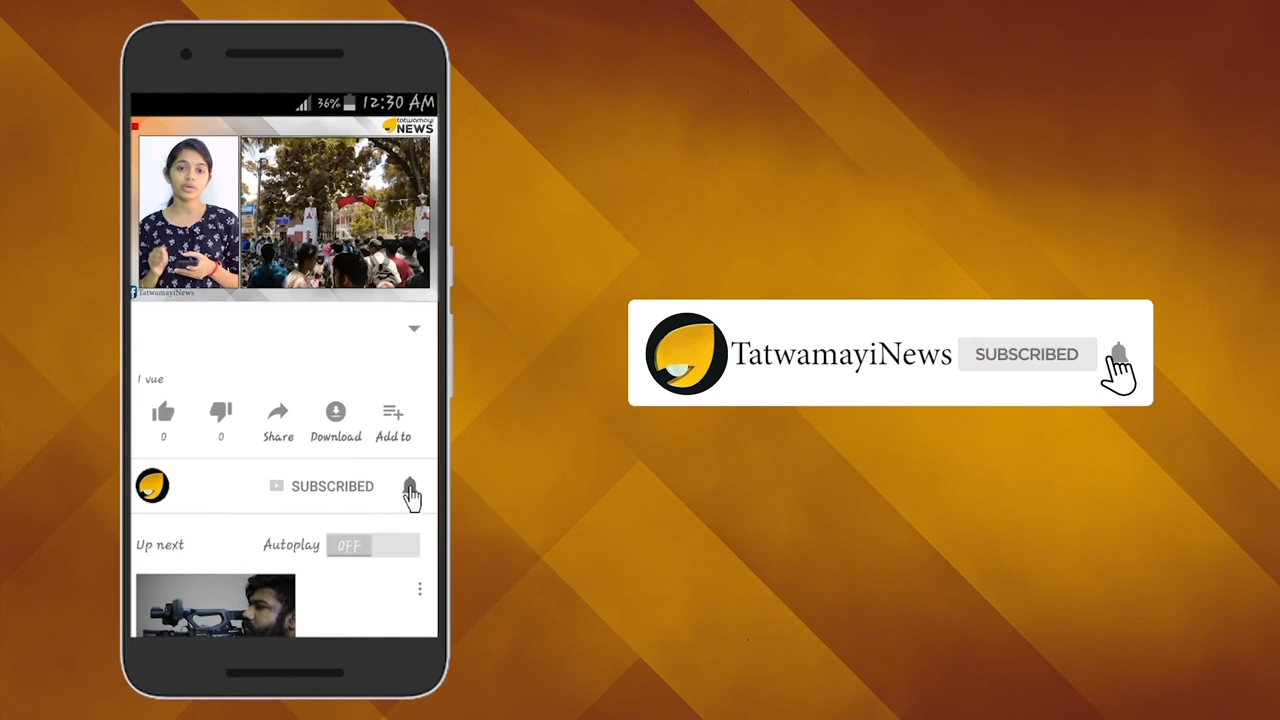 36% 12:30 AM
tatwamayi
NEWS
TatwamayiNews
1 vue
0 0 Share Download Add to
SUBSCRIBED
Up next Autoplay OFF
TatwamayiNews SUBSCRIBED